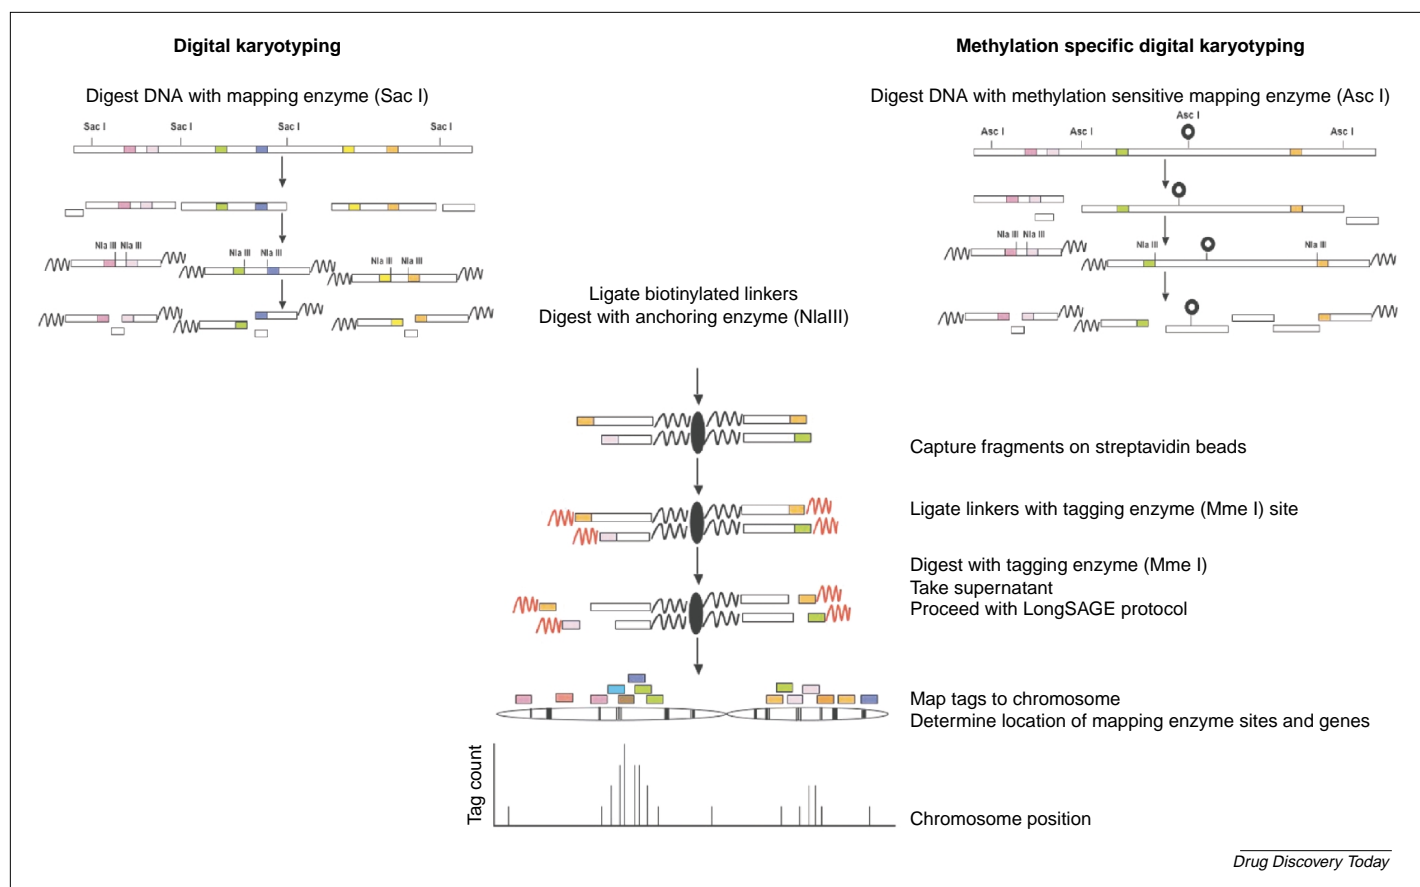 Digital karyotyping
Digest DNA with mapping enzyme (Sac I)
Sac I Sac I Sac I Sac I
Nla III Nla III Nla III Nla III Nla III Nla III
Methylation specific digital karyotyping
Digest DNA with methylation sensitive mapping enzyme (Asc I)
Asc I Asc I Asc I Asc I
Nla III Nla III Nla III Nla III
Ligate biotinylated linkers
Digest with anchoring enzyme (NlaIII)
Capture fragments on streptavidin beads
Ligate linkers with tagging enzyme (Mme I) site
Digest with tagging enzyme (Mme I)
Take supernatant
Proceed with LongSAGE protocol
Map tags to chromosome
Determine location of mapping enzyme sites and genes
Tag count
Chromosome position
Drug Discovery Today